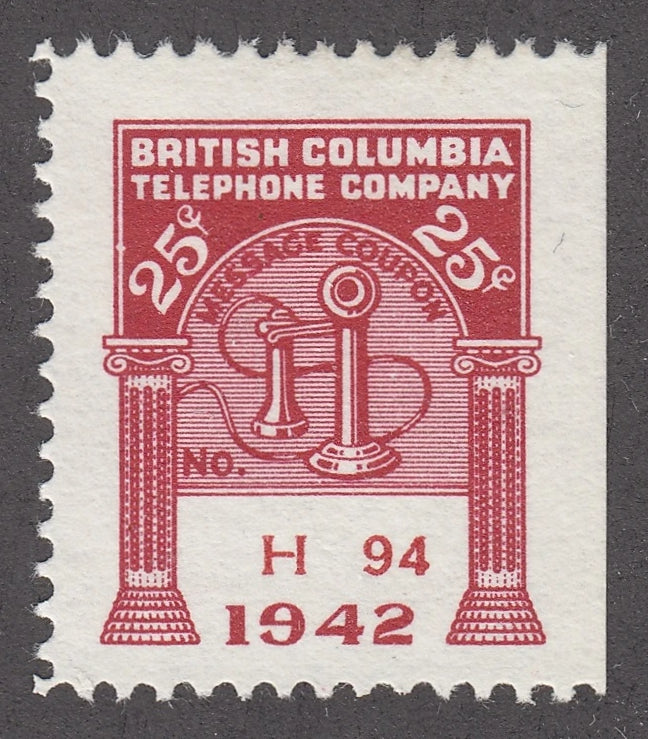 BRITISH COLUMBIA
TELEPHONE COMPANY
25¢ 25¢
MESSAGE COUPON
No.
H 94
1942